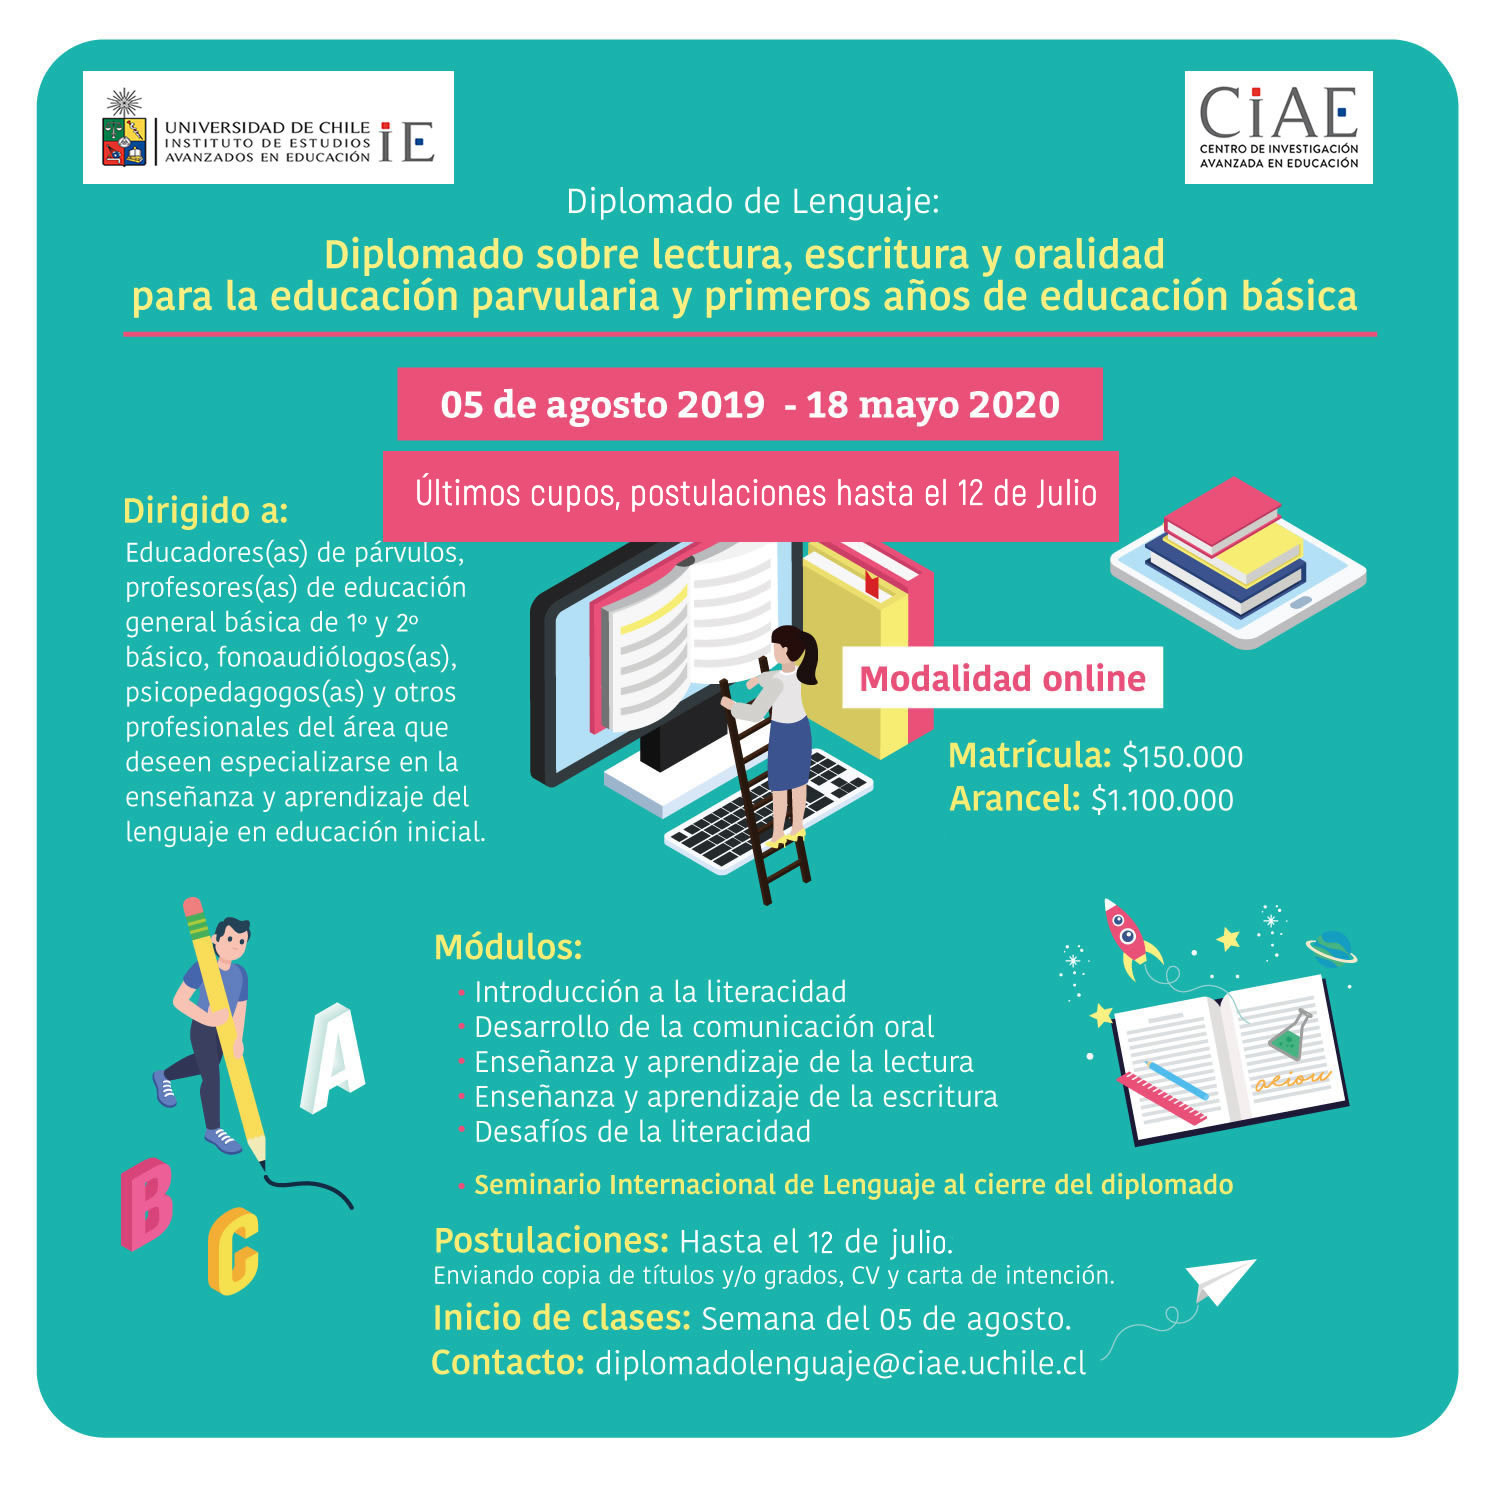 UNIVERSIDAD DE CHILE
INSTITUTO DE ESTUDIOS
AVANZADOS EN EDUCACIÓN
iE
CiAE
CENTRO DE INVESTIGACIÓN
AVANZADA EN EDUCACIÓN
Diplomado de Lenguaje:
Diplomado sobre lectura, escritura y oralidad
para la educación parvularia y primeros años de educación básica
05 de agosto 2019 - 18 mayo 2020
Últimos cupos, postulaciones hasta el 12 de Julio
Dirigido a:
Educadores(as) de párvulos,
profesores(as) de educación
general básica de 1º y 2º
básico, fonoaudiólogos(as),
psicopedagogos(as) y otros
profesionales del área que
deseen especializarse en la
enseñanza y aprendizaje del
lenguaje en educación inicial.
Modalidad online
Matrícula: $150.000
Arancel: $1.100.000
A
B
C
Módulos:
• Introducción a la literacidad
• Desarrollo de la comunicación oral
• Enseñanza y aprendizaje de la lectura
• Enseñanza y aprendizaje de la escritura
• Desafíos de la literacidad
• Seminario Internacional de Lenguaje al cierre del diplomado
aeiou
Postulaciones: Hasta el 12 de julio.
Enviando copia de títulos y/o grados, CV y carta de intención.
Inicio de clases: Semana del 05 de agosto.
Contacto: diplomadolenguaje@ciae.uchile.cl